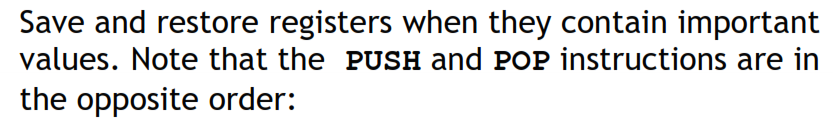 Save and restore registers when they contain important
values. Note that the PUSH and POP instructions are in
the opposite order: